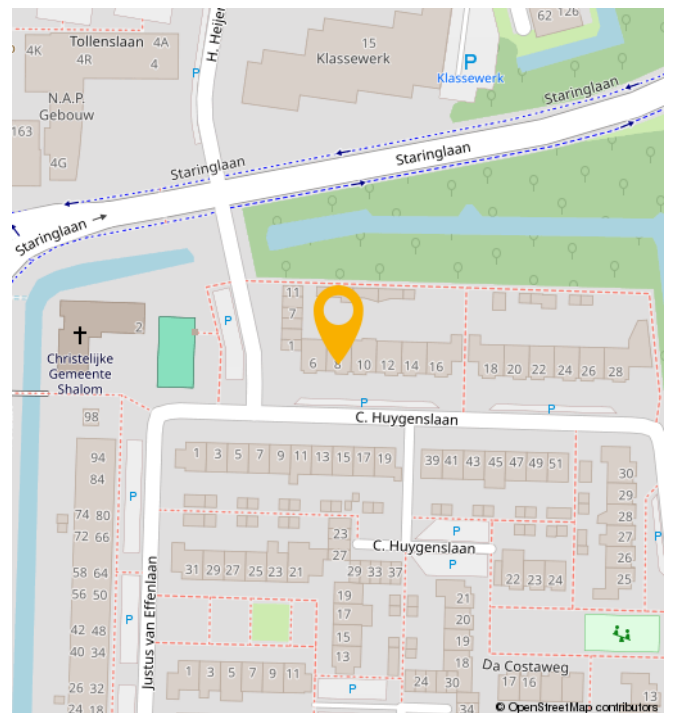 62 126
15
Klassewerk
P
Klassewerk
Tollenslaan
4A
4K
4R
4
H. Heijen
P
N.A.P.
Gebouw
163
4G
Staringlaan
Staringlaan
Staringlaan
Staringlaan
11
7
1
6 8 10 12 14 16
18 20 22 24 26 28
P
2
Christelijke
Gemeente
Shalom
P
P
C. Huygenslaan
98
94
84
74 80
72 66
58 64
56 50
42 48
40 34
26 32
24 18
P
P
Justus van Effenlaan
1 3 5 7 9 11 13 15 17 19
39 41 43 45 47 49 51
30
29
28
27
26
25
P
23
27
C. Huygenslaan
P
P
31 29 27 25 23 21
29 33 37
22 23 24
19
17
15
13
21
20
19
18
1 3 5 7 9 11
P
24 30
34
Da Costaweg
17 16
13
© OpenStreetMap contributors